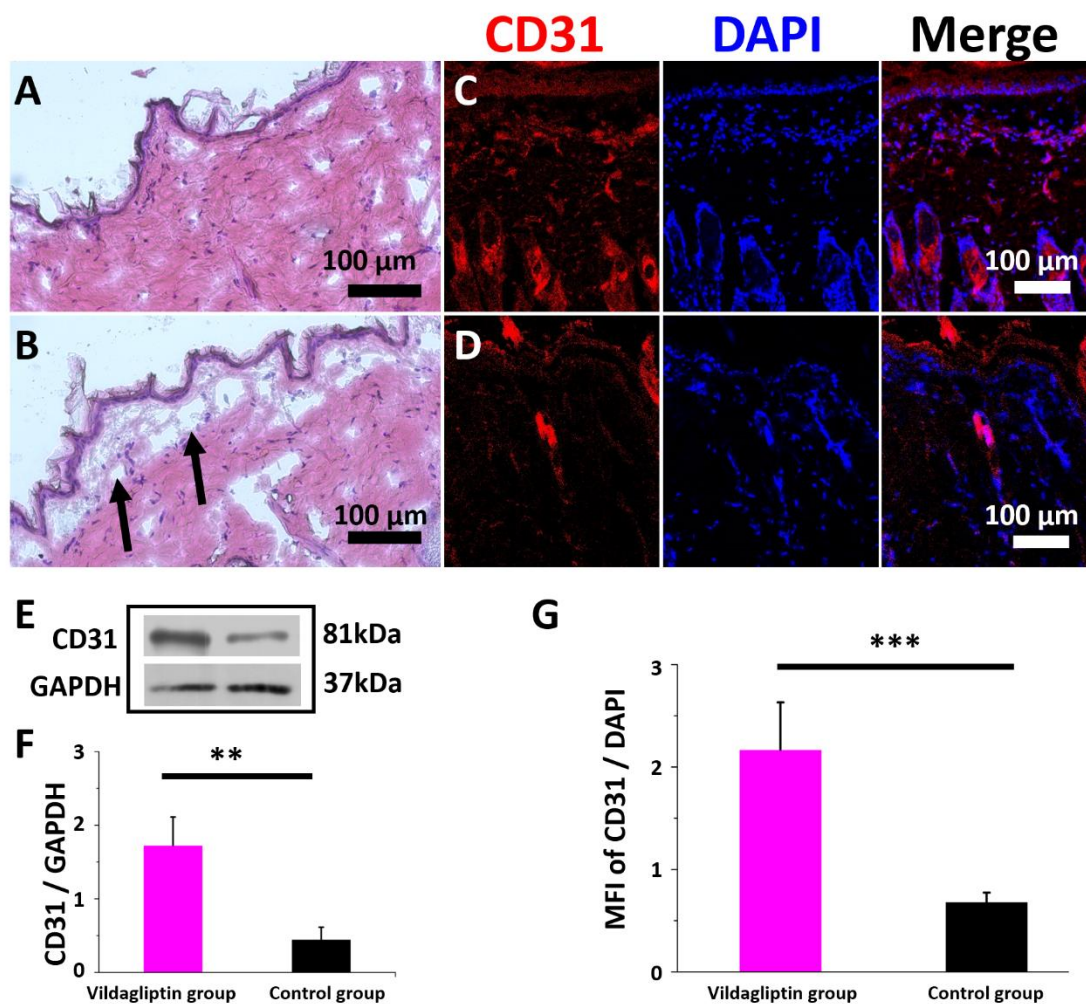 CD31 DAPI Merge
A
100 µm
C
100 µm
B
100 µm
D
100 µm
E
CD31 81kDa
GAPDH 37kDa
F
**
3
2
1
0
CD31 / GAPDH
Vildagliptin group Control group
G
***
3
2
1
0
MFI of CD31 / DAPI
Vildagliptin group Control group